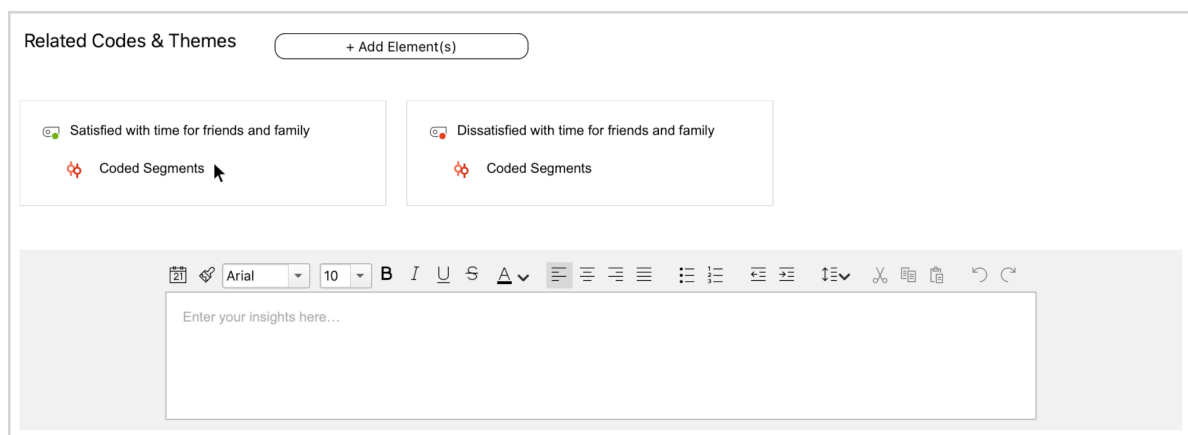 Related Codes & Themes
+ Add Element(s)
Satisfied with time for friends and family
Coded Segments
Dissatisfied with time for friends and family
Coded Segments
21 Arial 10 B I U S A
Enter your insights here...